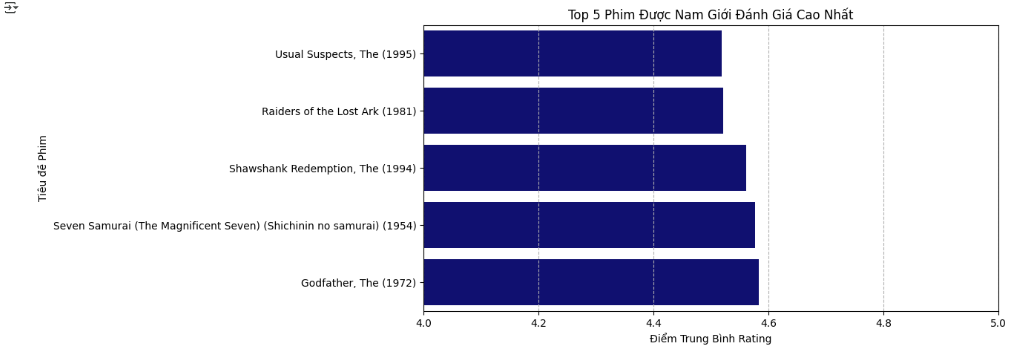 Top 5 Phim Được Nam Giới Đánh Giá Cao Nhất
Tiêu đề Phim
Usual Suspects, The (1995)
Raiders of the Lost Ark (1981)
Shawshank Redemption, The (1994)
Seven Samurai (The Magnificent Seven) (Shichinin no samurai) (1954)
Godfather, The (1972)
4.0 4.2 4.4 4.6 4.8 5.0
Điểm Trung Bình Rating